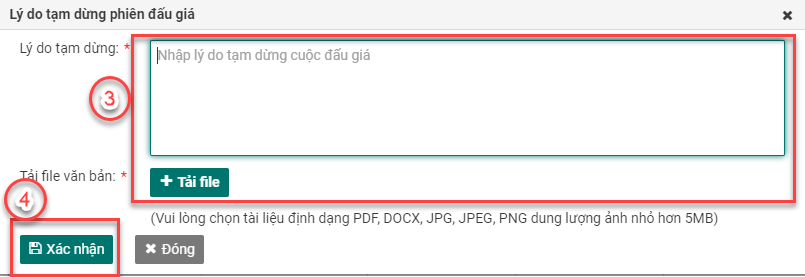 Lý do tạm dừng phiên đấu giá
Lý do tạm dừng: *
Nhập lý do tạm dừng cuộc đấu giá
3
Tải file văn bản: *
+ Tải file
4
(Vui lòng chọn tài liệu định dạng PDF, DOCX, JPG, JPEG, PNG dung lượng ảnh nhỏ hơn 5MB)
Xác nhận
Đóng